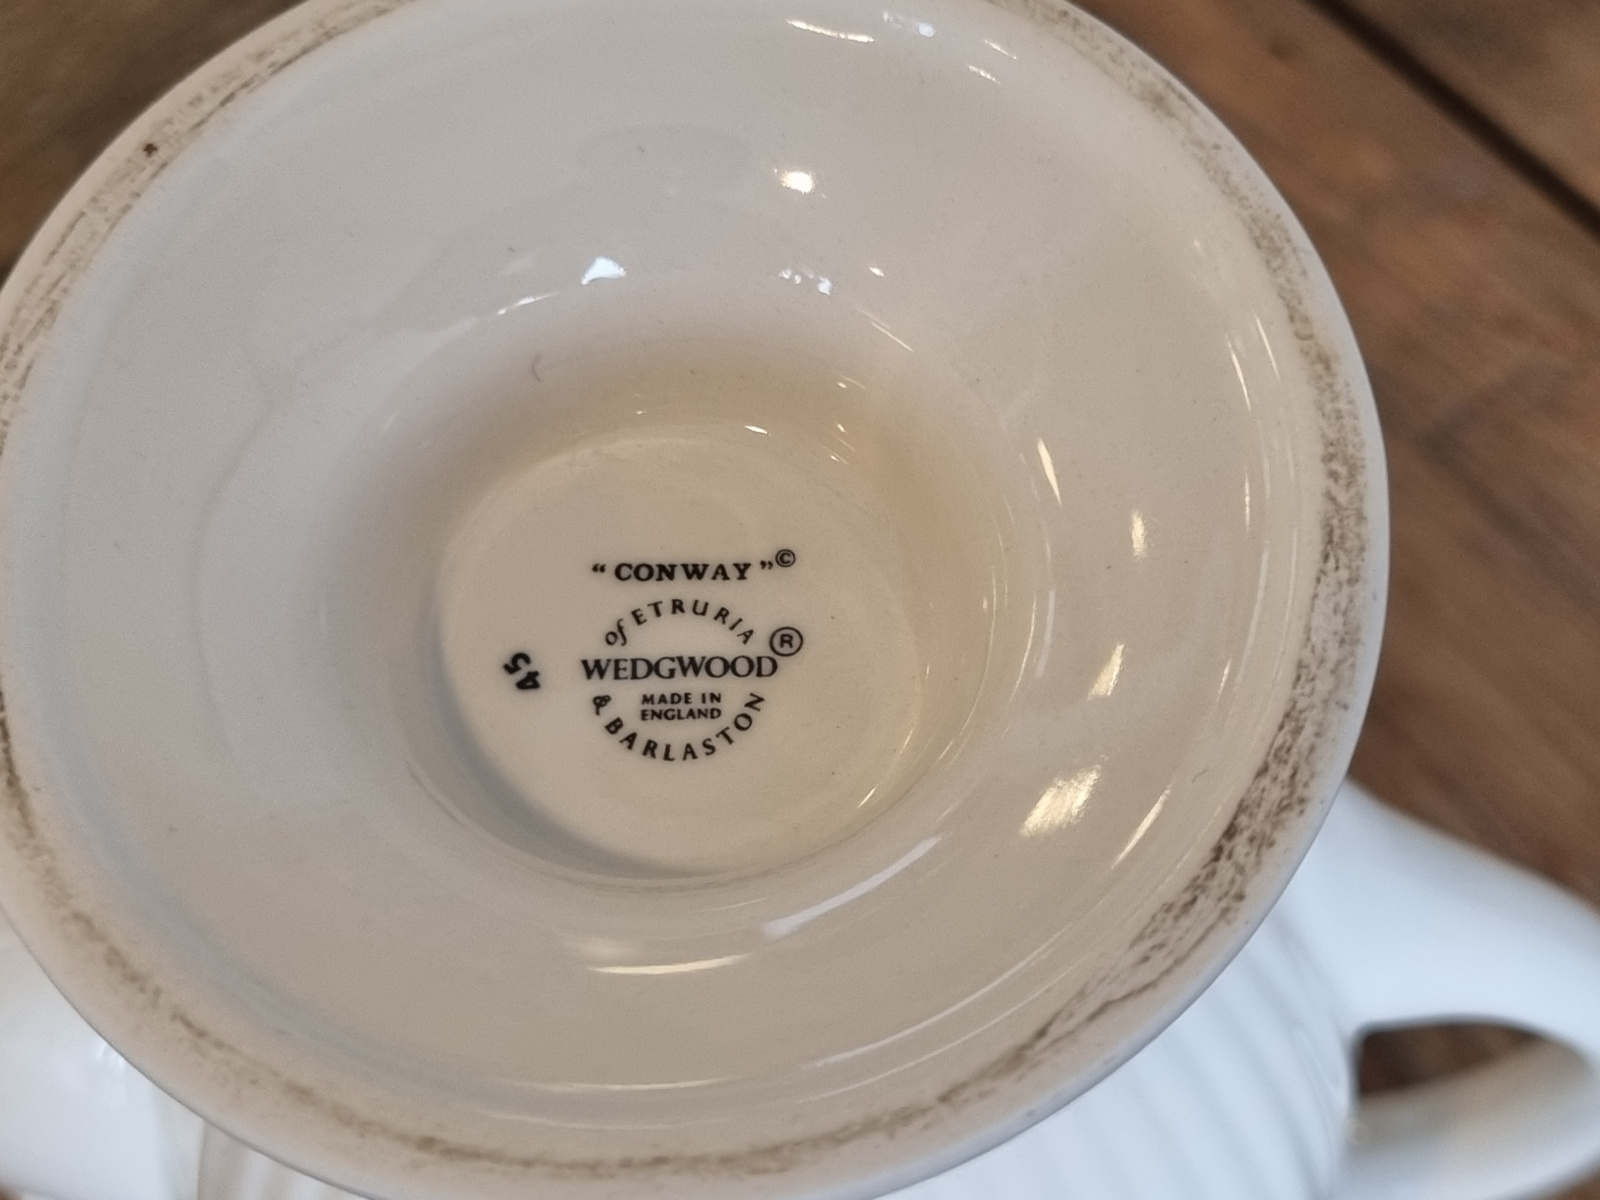 “CONWAY”©
of ETRURIA
WEDGWOOD®
MADE IN
ENGLAND
& BARLASTON
45